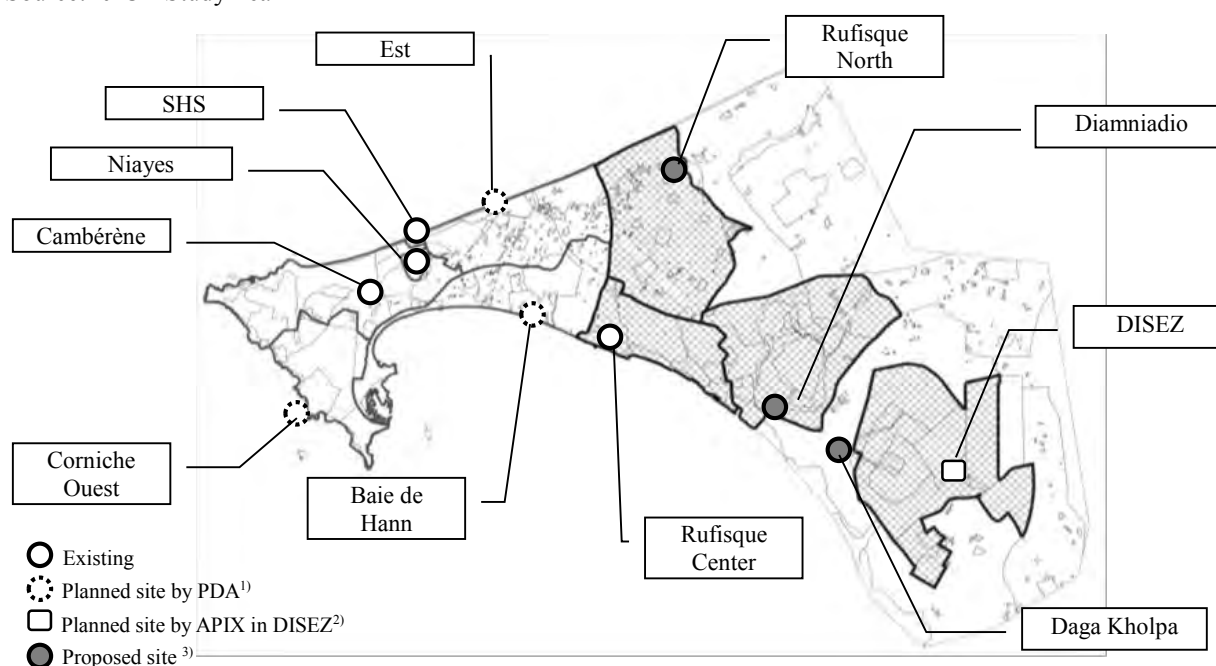 Est
Rufisque
North
SHS
Diamniadio
Niayes
Cambérène
DISEZ
Corniche
Ouest
Baie de
Hann
Rufisque
Center
Daga Kholpa
Existing
Planned site by PDA¹⁾
Planned site by APIX in DISEZ²⁾
Proposed site ³⁾